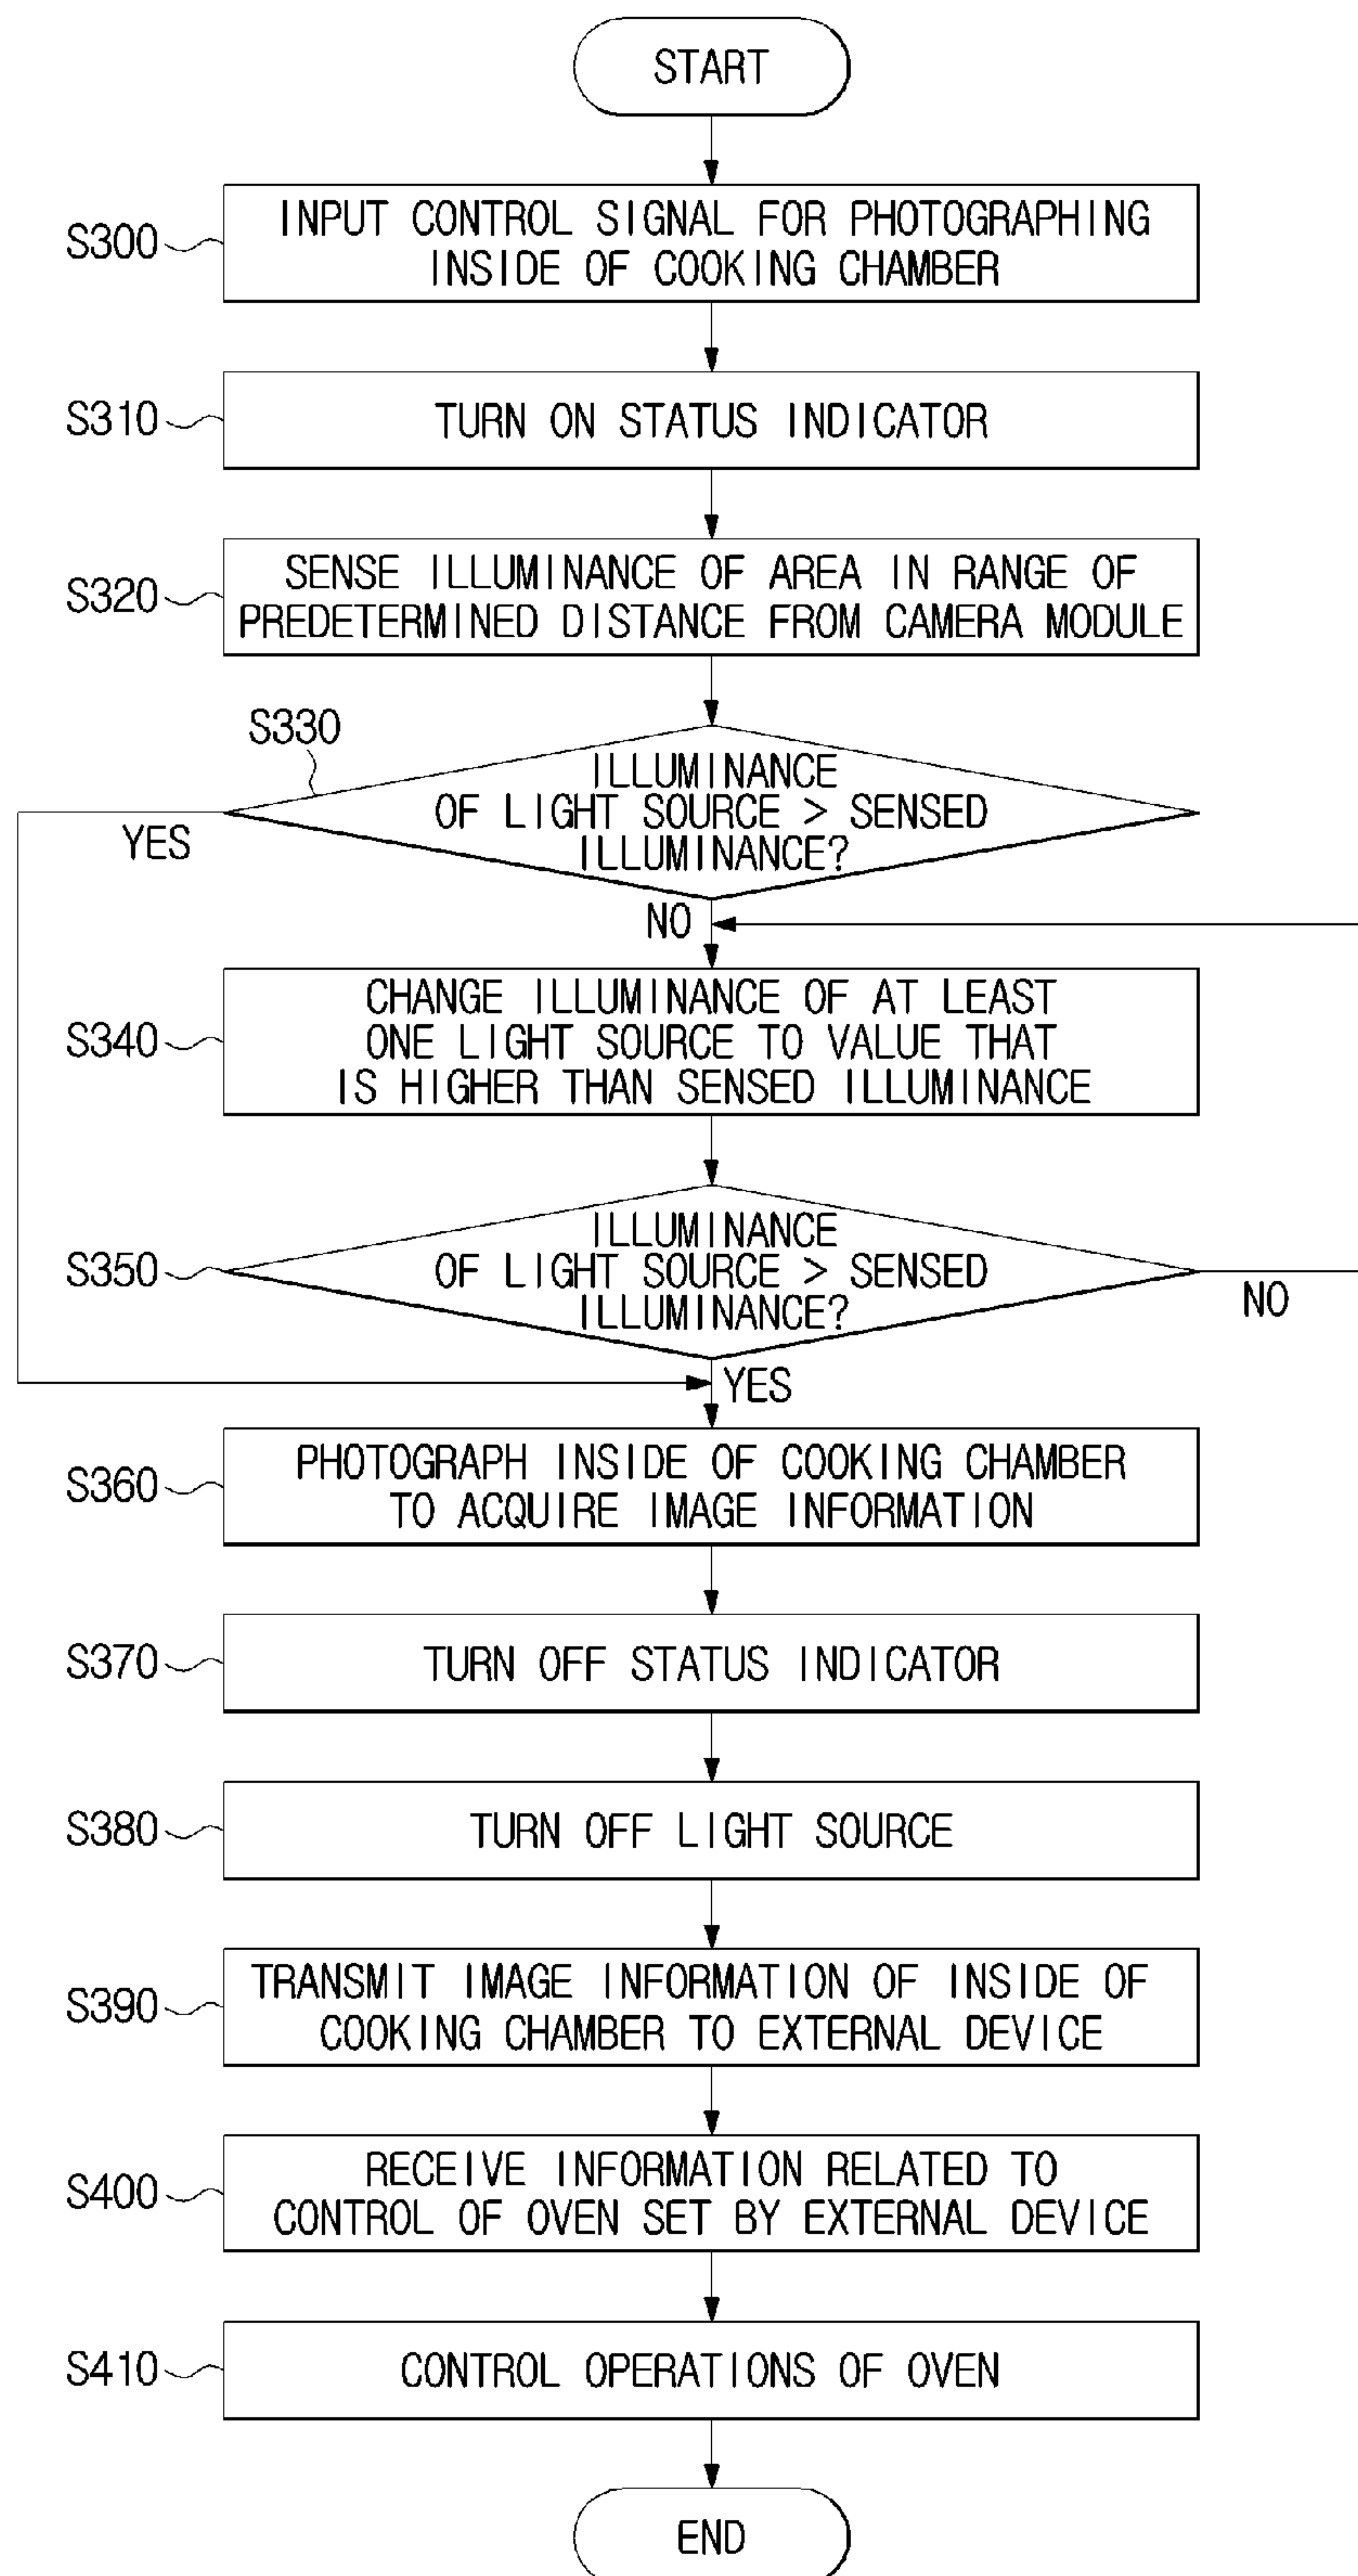 START
S300
INPUT CONTROL SIGNAL FOR PHOTOGRAPHING
INSIDE OF COOKING CHAMBER
S310
TURN ON STATUS INDICATOR
S320
SENSE ILLUMINANCE OF AREA IN RANGE OF
PREDETERMINED DISTANCE FROM CAMERA MODULE
S330
ILLUMINANCE
OF LIGHT SOURCE > SENSED
ILLUMINANCE?
YES
NO
S340
CHANGE ILLUMINANCE OF AT LEAST
ONE LIGHT SOURCE TO VALUE THAT
IS HIGHER THAN SENSED ILLUMINANCE
S350
ILLUMINANCE
OF LIGHT SOURCE > SENSED
ILLUMINANCE?
NO
YES
S360
PHOTOGRAPH INSIDE OF COOKING CHAMBER
TO ACQUIRE IMAGE INFORMATION
S370
TURN OFF STATUS INDICATOR
S380
TURN OFF LIGHT SOURCE
S390
TRANSMIT IMAGE INFORMATION OF INSIDE OF
COOKING CHAMBER TO EXTERNAL DEVICE
S400
RECEIVE INFORMATION RELATED TO
CONTROL OF OVEN SET BY EXTERNAL DEVICE
S410
CONTROL OPERATIONS OF OVEN
END